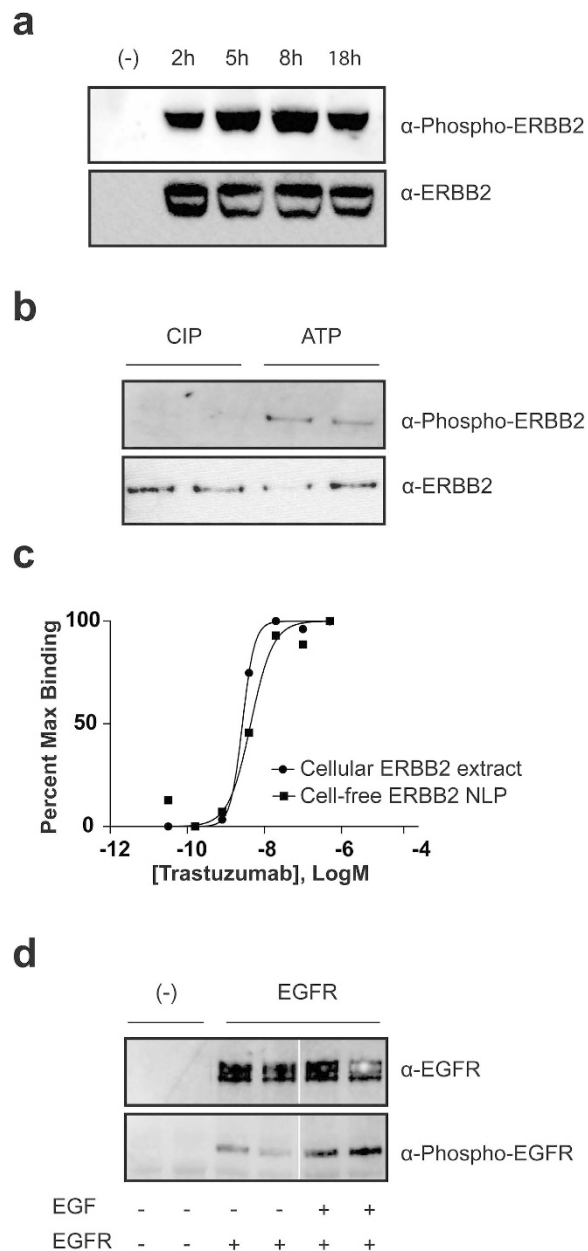 a
(-) 2h 5h 8h 18h
α-Phospho-ERBB2
α-ERBB2
b
CIP ATP
α-Phospho-ERBB2
α-ERBB2
c
Percent Max Binding
100
50
0
Cellular ERBB2 extract
Cell-free ERBB2 NLP
-12 -10 -8 -6 -4
[Trastuzumab], LogM
d
(-) EGFR
α-EGFR
α-Phospho-EGFR
EGF - - - - + +
EGFR - - + + + +